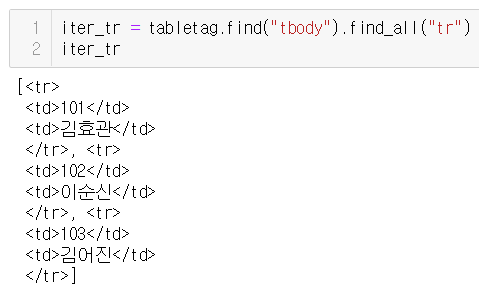 1 iter_tr = tabletag.find("tbody").find_all("tr")
2 iter_tr
[<tr>
<td>101</td>
<td>김효관</td>
</tr>, <tr>
<td>102</td>
<td>이순신</td>
</tr>, <tr>
<td>103</td>
<td>김어진</td>
</tr>]